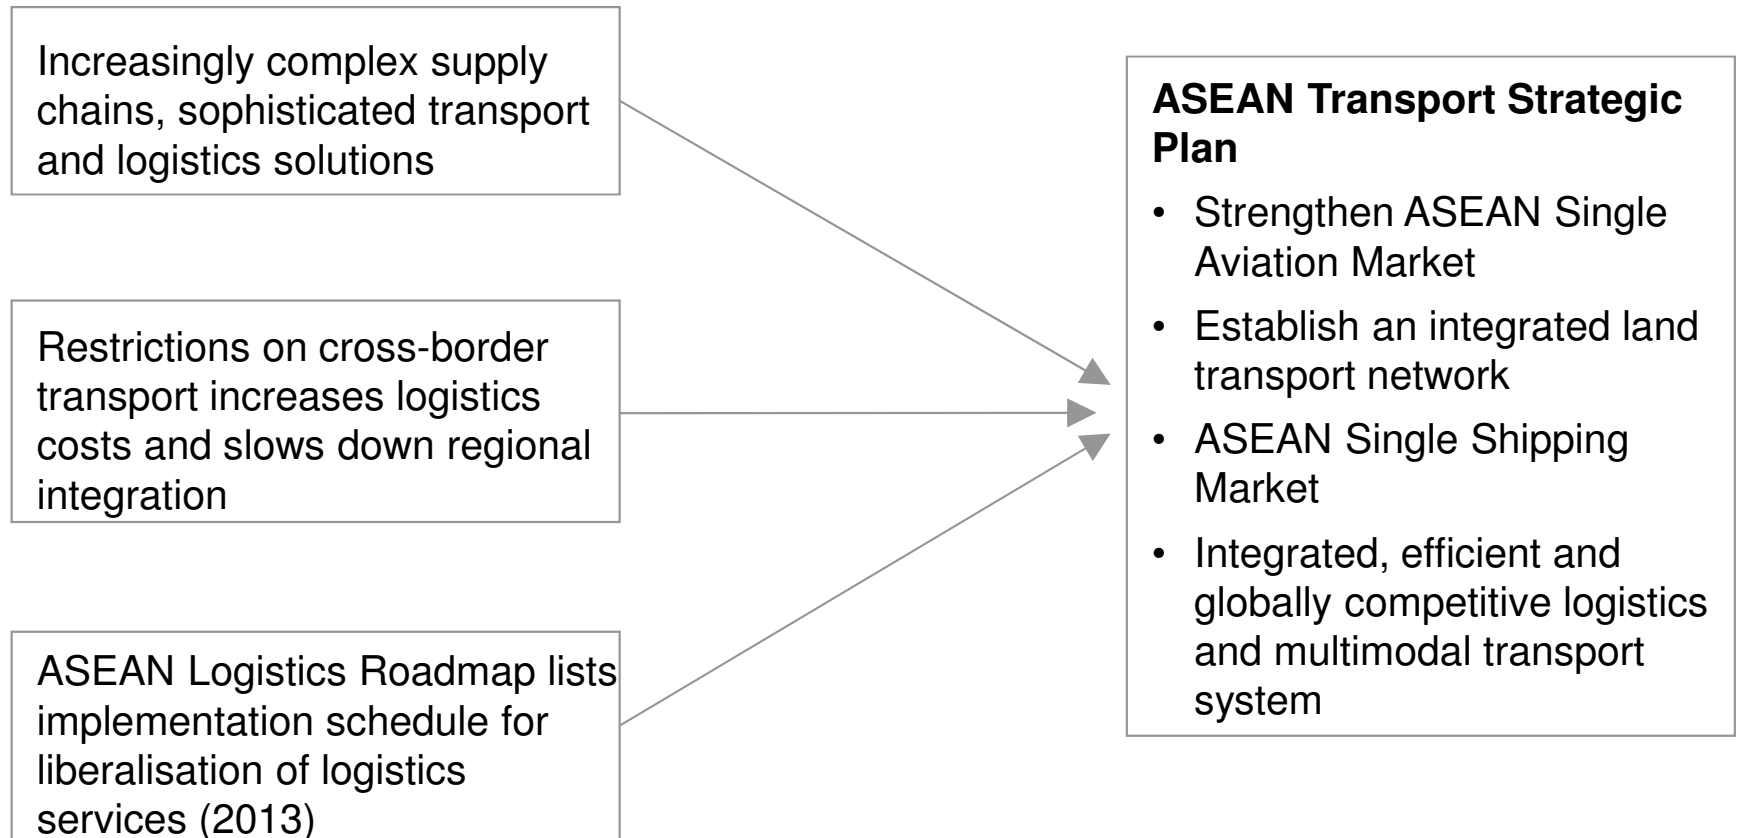 Increasingly complex supply
chains, sophisticated transport
and logistics solutions
Restrictions on cross-border
transport increases logistics
costs and slows down regional
integration
ASEAN Logistics Roadmap lists
implementation schedule for
liberalisation of logistics
services (2013)
ASEAN Transport Strategic
Plan
• Strengthen ASEAN Single
Aviation Market
• Establish an integrated land
transport network
• ASEAN Single Shipping
Market
• Integrated, efficient and
globally competitive logistics
and multimodal transport
system